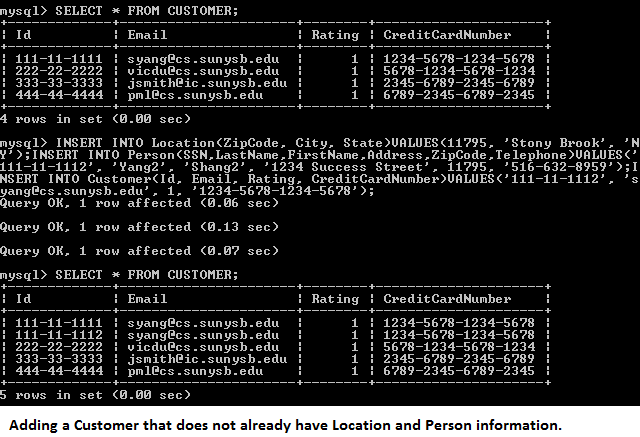 mysql> SELECT * FROM CUSTOMER;
+-------------+----------------------+--------+---------------------+
| Id | Email | Rating | CreditCardNumber |
+-------------+----------------------+--------+---------------------+
| 111-11-1111 | syang@cs.sunysb.edu | 1 | 1234-5678-1234-5678 |
| 222-22-2222 | vicdu@cs.sunysb.edu | 1 | 5678-1234-5678-1234 |
| 333-33-3333 | jsmith@ic.sunysb.edu | 1 | 2345-6789-2345-6789 |
| 444-44-4444 | pml@cs.sunysb.edu | 1 | 6789-2345-6789-2345 |
+-------------+----------------------+--------+---------------------+
4 rows in set (0.00 sec)
mysql> INSERT INTO Location(ZipCode, City, State)VALUES(11795, 'Stony Brook', 'N
Y');INSERT INTO Person(SSN,LastName,FirstName,Address,ZipCode,Telephone)VALUES('
111-11-1112', 'Yang2', 'Shang2', '1234 Success Street', 11795, '516-632-8959');I
NSERT INTO Customer(Id, Email, Rating, CreditCardNumber)VALUES('111-11-1112', 's
yang@cs.sunysb.edu', 1, '1234-5678-1234-5678');
Query OK, 1 row affected (0.06 sec)
Query OK, 1 row affected (0.13 sec)
Query OK, 1 row affected (0.07 sec)
mysql> SELECT * FROM CUSTOMER;
+-------------+----------------------+--------+---------------------+
| Id | Email | Rating | CreditCardNumber |
+-------------+----------------------+--------+---------------------+
| 111-11-1111 | syang@cs.sunysb.edu | 1 | 1234-5678-1234-5678 |
| 111-11-1112 | syang@cs.sunysb.edu | 1 | 1234-5678-1234-5678 |
| 222-22-2222 | vicdu@cs.sunysb.edu | 1 | 5678-1234-5678-1234 |
| 333-33-3333 | jsmith@ic.sunysb.edu | 1 | 2345-6789-2345-6789 |
| 444-44-4444 | pml@cs.sunysb.edu | 1 | 6789-2345-6789-2345 |
+-------------+----------------------+--------+---------------------+
5 rows in set (0.00 sec)
Adding a Customer that does not already have Location and Person information.